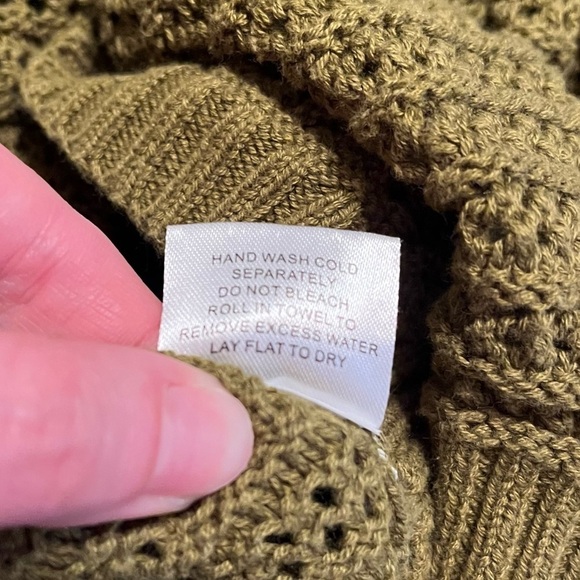 HAND WASH COLD
SEPARATELY
DO NOT BLEACH
ROLL IN TOWEL TO
REMOVE EXCESS WATER
LAY FLAT TO DRY